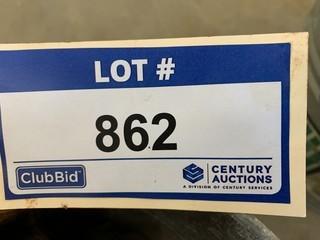 LOT #
862
ClubBid
CENTURY
AUCTIONS
A DIVISION OF CENTURY SERVICES